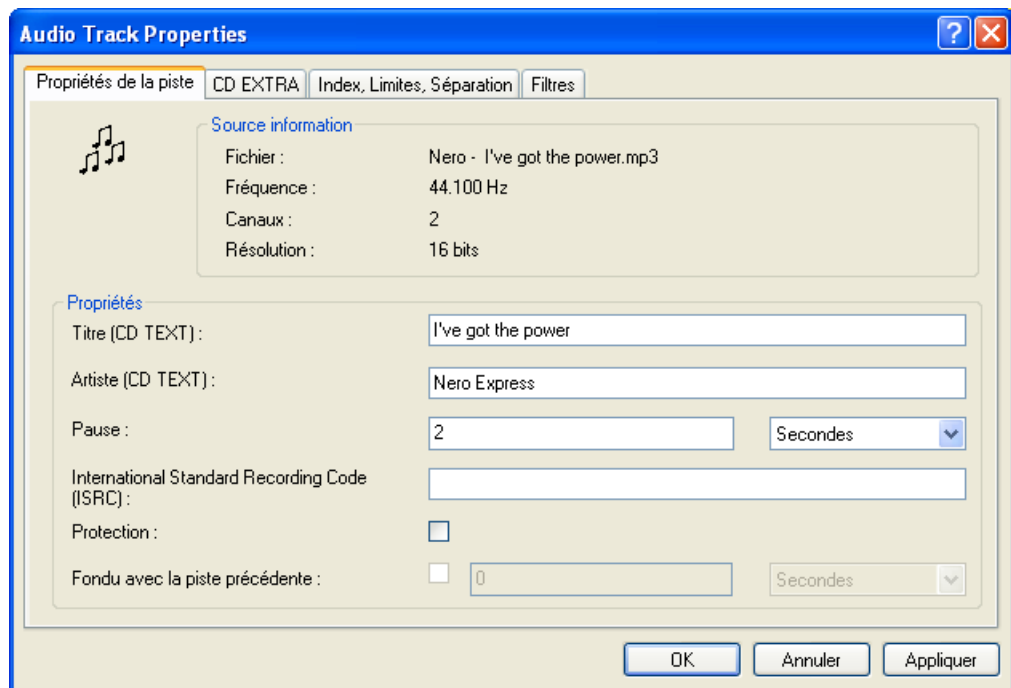 Audio Track Properties
Propriétés de la piste
CD EXTRA
Index, Limites, Séparation
Filtres
Source information
Fichier : Nero - I've got the power.mp3
Fréquence : 44.100 Hz
Canaux : 2
Résolution : 16 bits
Propriétés
Titre (CD TEXT) : I've got the power
Artiste (CD TEXT) : Nero Express
Pause : 2 Secondes
International Standard Recording Code
(ISRC) :
Protection :
Fondu avec la piste précédente : 0 Secondes
OK Annuler Appliquer